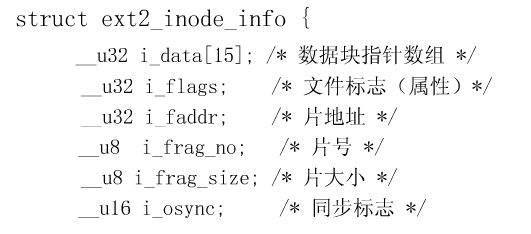 struct ext2_inode_info {
__u32 i_data[15]; /* 数据块指针数组 */
__u32 i_flags; /* 文件标志（属性）*/
__u32 i_faddr; /* 片地址 */
__u8 i_frag_no; /* 片号 */
__u8 i_frag_size; /* 片大小 */
__u16 i_osync; /* 同步标志 */